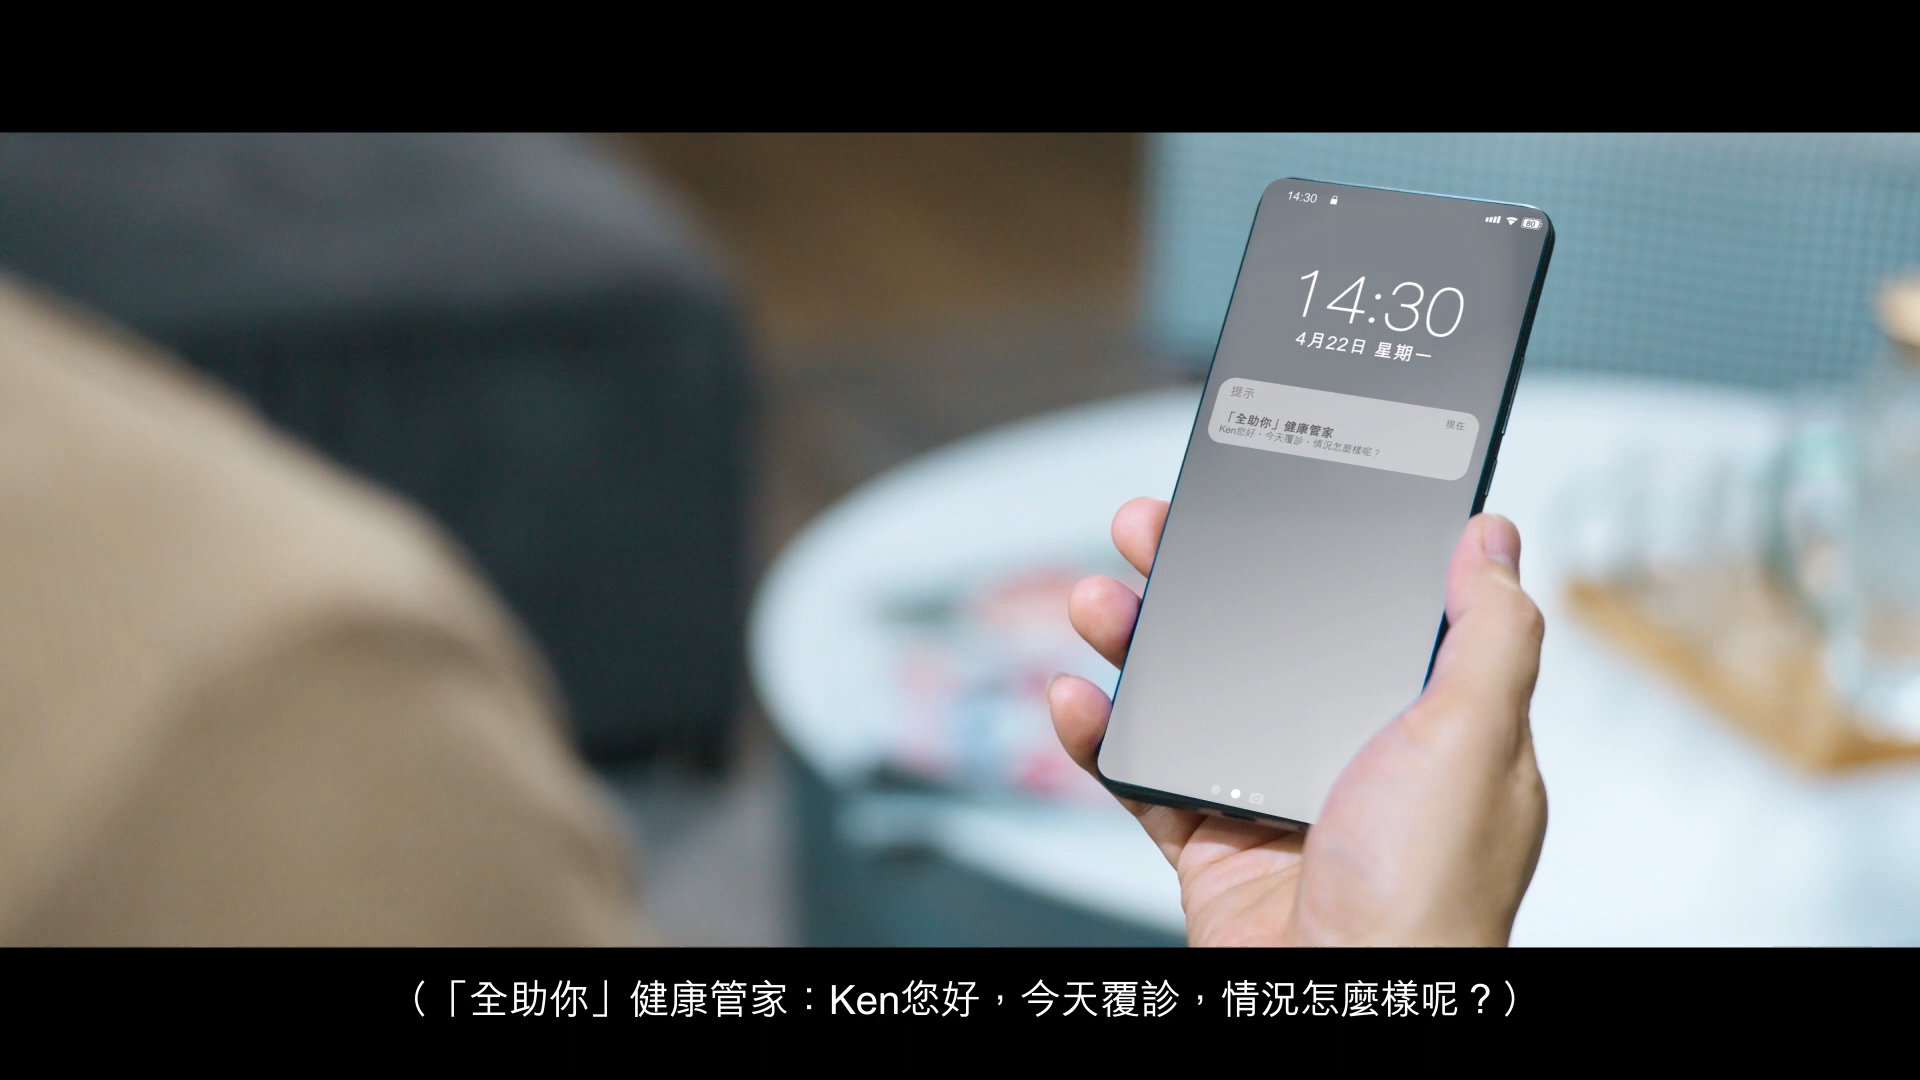 14:30
80
14:30
4月22日 星期一
提示
現在
「全助你」健康管家
Ken您好，今天覆診，情況怎麼樣呢？
（「全助你」健康管家：Ken您好，今天覆診，情況怎麼樣呢？）